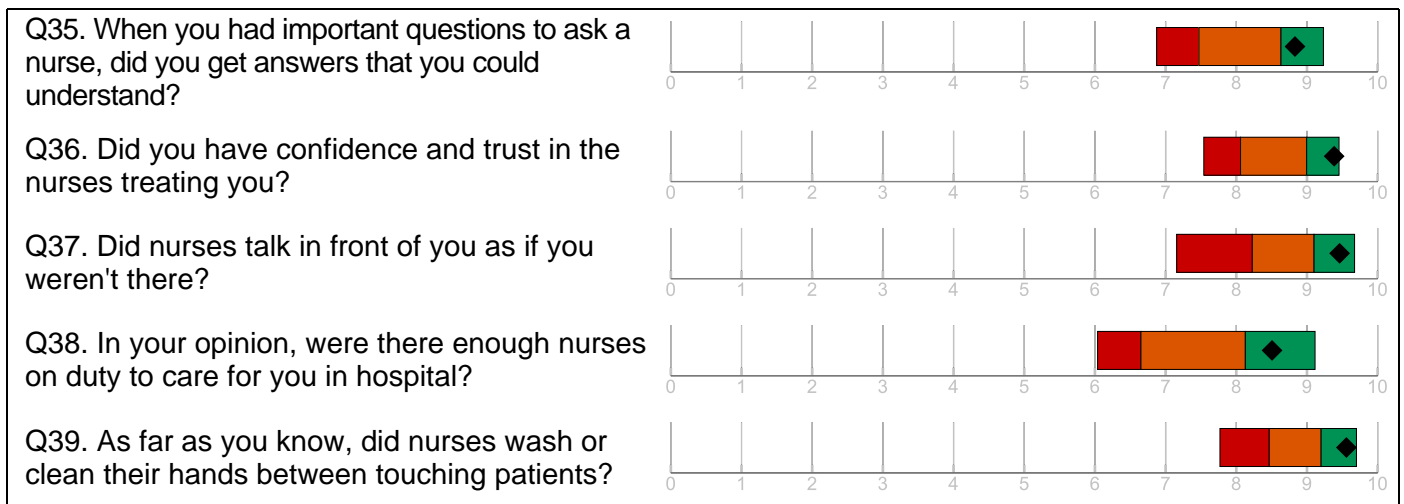 Q35. When you had important questions to ask a
nurse, did you get answers that you could
understand?
0 1 2 3 4 5 6 7 8 9 10
Q36. Did you have confidence and trust in the
nurses treating you?
0 1 2 3 4 5 6 7 8 9 10
Q37. Did nurses talk in front of you as if you
weren't there?
0 1 2 3 4 5 6 7 8 9 10
Q38. In your opinion, were there enough nurses
on duty to care for you in hospital?
0 1 2 3 4 5 6 7 8 9 10
Q39. As far as you know, did nurses wash or
clean their hands between touching patients?
0 1 2 3 4 5 6 7 8 9 10